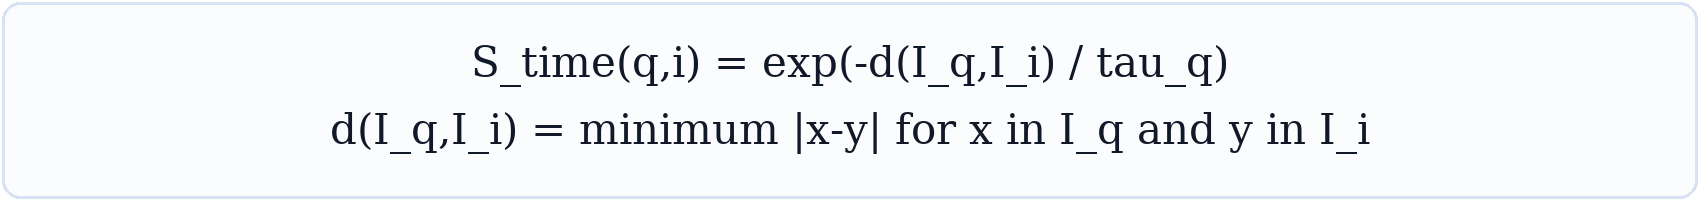 S_time(q,i) = exp(-d(I_q,I_i) / tau_q)
d(I_q,I_i) = minimum |x-y| for x in I_q and y in I_i